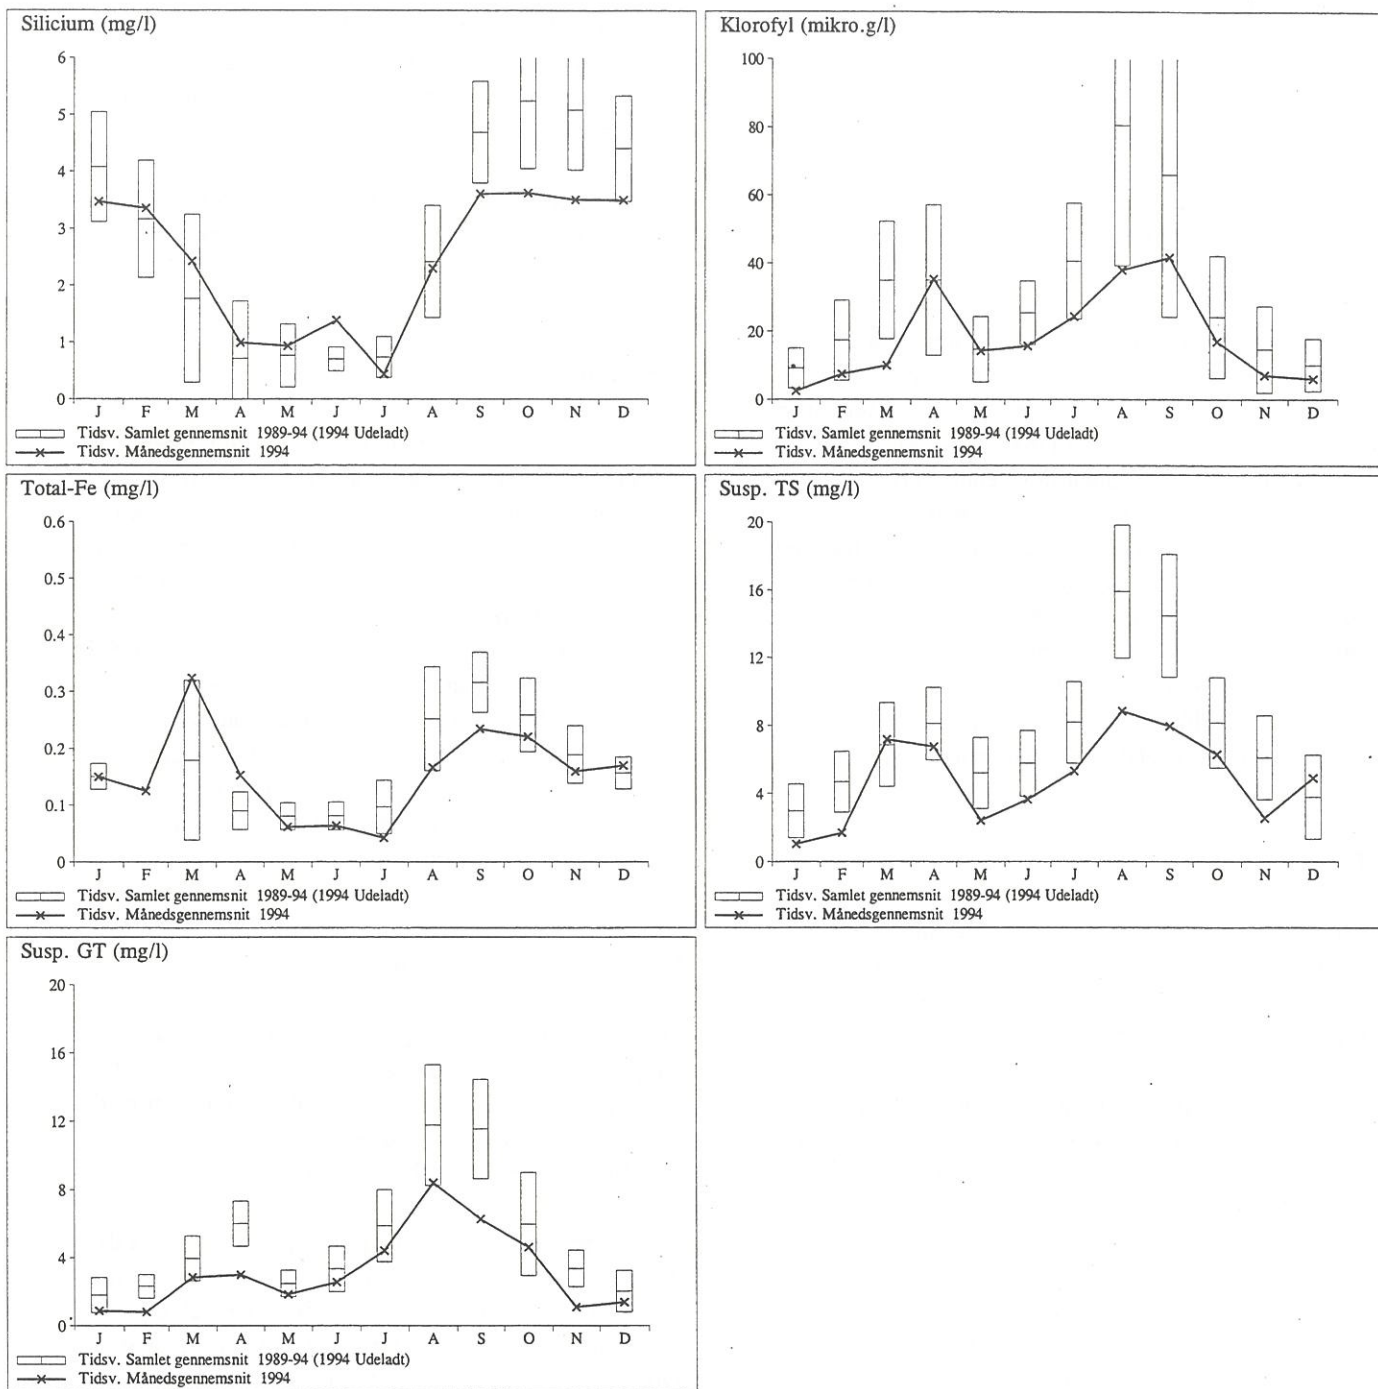 Silicium (mg/l)
6
5
4
3
2
1
0
J F M A M J J A S O N D
Tidsv. Samlet gennemsnit 1989-94 (1994 Udeladt)
Tidsv. Månedsgennemsnit 1994
Klorofyl (mikro.g/l)
100
80
60
40
20
0
J F M A M J J A S O N D
Tidsv. Samlet gennemsnit 1989-94 (1994 Udeladt)
Tidsv. Månedsgennemsnit 1994
Total-Fe (mg/l)
0.6
0.5
0.4
0.3
0.2
0.1
0
J F M A M J J A S O N D
Tidsv. Samlet gennemsnit 1989-94 (1994 Udeladt)
Tidsv. Månedsgennemsnit 1994
Susp. TS (mg/l)
20
16
12
8
4
0
J F M A M J J A S O N D
Tidsv. Samlet gennemsnit 1989-94 (1994 Udeladt)
Tidsv. Månedsgennemsnit 1994
Susp. GT (mg/l)
20
16
12
8
4
0
J F M A M J J A S O N D
Tidsv. Samlet gennemsnit 1989-94 (1994 Udeladt)
Tidsv. Månedsgennemsnit 1994